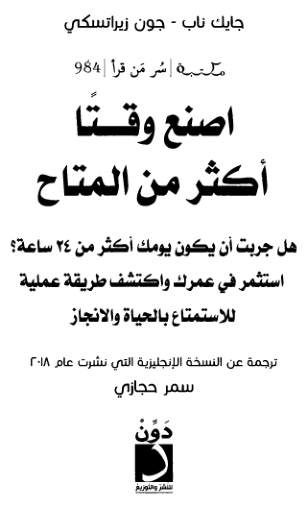 جايك ناب - جون زيراتسكي
مكتبة | سُر مَن قرأ | 984
اصنع وقــتًا
أكثر من المتاح
هل جربت أن يكون يومك أكثر من ٢٤ ساعة؟
استثمر في عمرك واكتشف طريقة عملية
للاستمتاع بالحياة والانجاز
ترجمة عن النسخة الإنجليزية التي نشرت عام ٢٠١٨
سمر حجازي
دَوِّنْ
للنشر والتوزيع